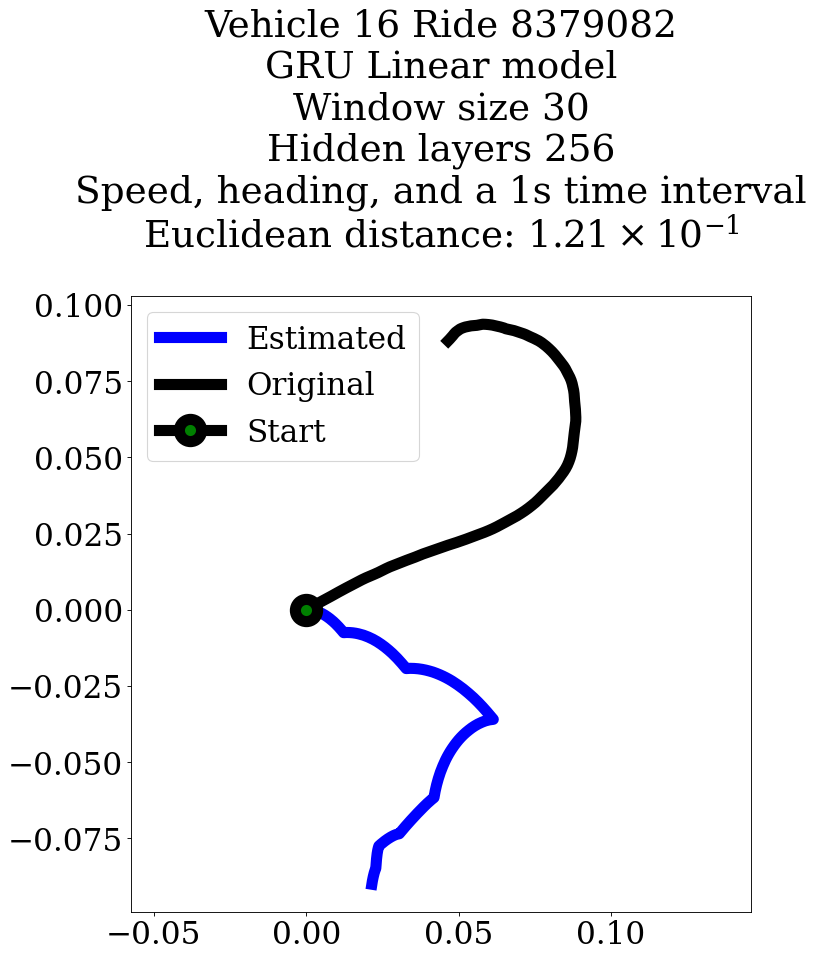 Vehicle 16 Ride 8379082
GRU Linear model
Window size 30
Hidden layers 256
Speed, heading, and a 1s time interval
Euclidean distance: 1.21 × 10⁻¹
Estimated
Original
Start
0.100
0.075
0.050
0.025
0.000
−0.025
−0.050
−0.075
−0.05 0.00 0.05 0.10